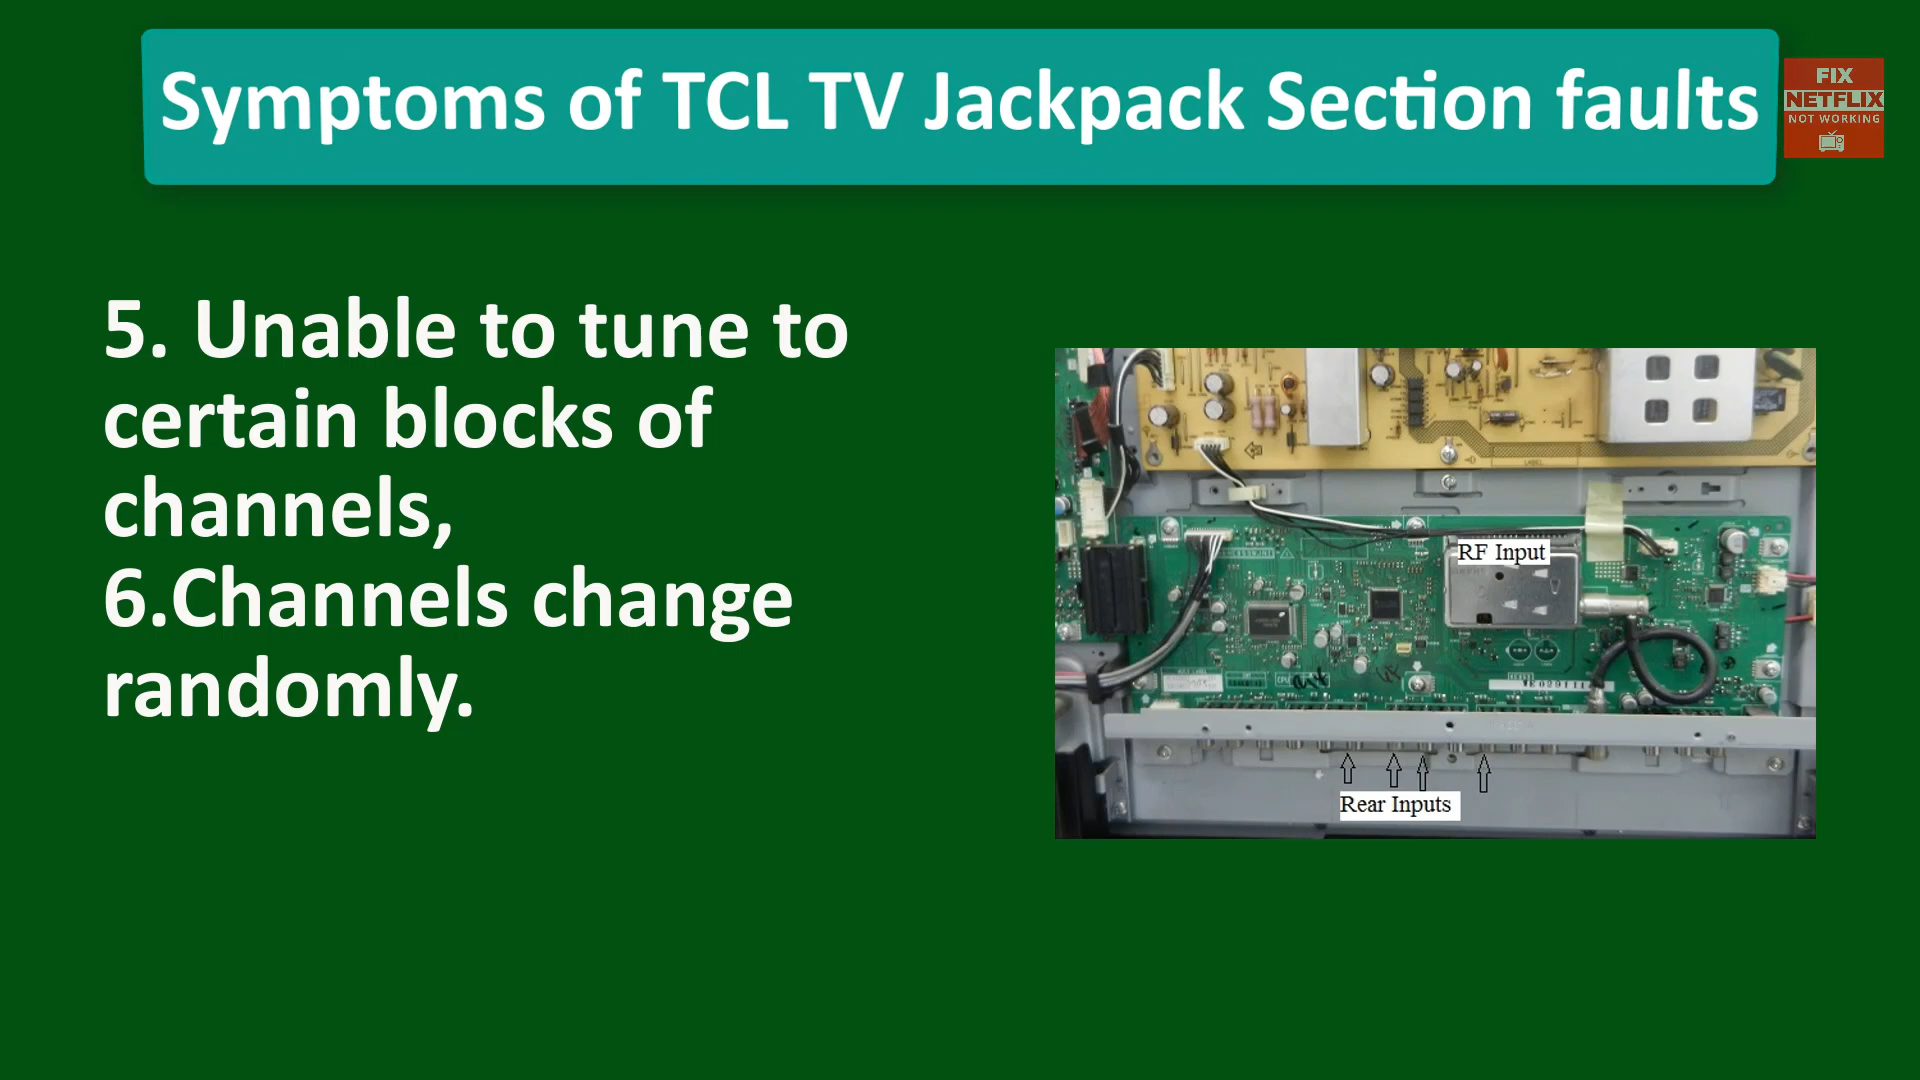 Symptoms of TCL TV Jackpack Section faults
FIX
NETFLIX
NOT WORKING
5. Unable to tune to
certain blocks of
channels,
6.Channels change
randomly.
RF Input
Rear Inputs